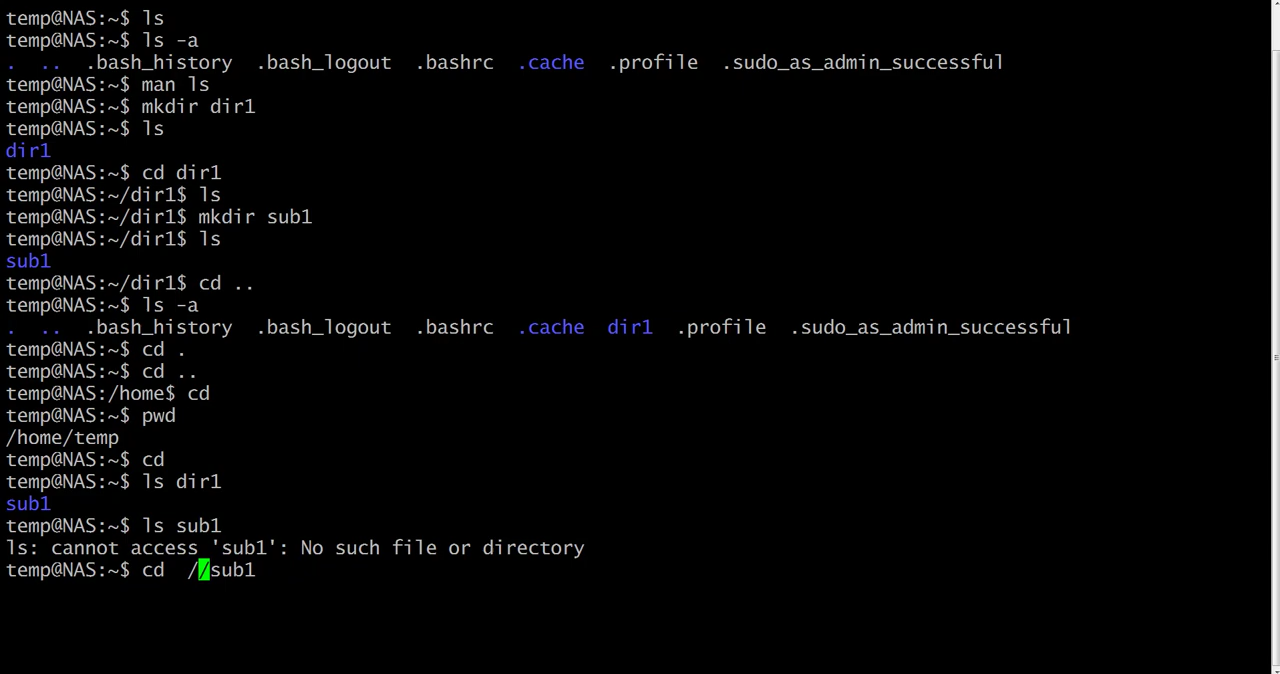 temp@NAS:~$ ls
temp@NAS:~$ ls -a
.  ..  .bash_history  .bash_logout  .bashrc  .cache  .profile  .sudo_as_admin_successful
temp@NAS:~$ man ls
temp@NAS:~$ mkdir dir1
temp@NAS:~$ ls
dir1
temp@NAS:~$ cd dir1
temp@NAS:~/dir1$ ls
temp@NAS:~/dir1$ mkdir sub1
temp@NAS:~/dir1$ ls
sub1
temp@NAS:~/dir1$ cd ..
temp@NAS:~$ ls -a
.  ..  .bash_history  .bash_logout  .bashrc  .cache  dir1  .profile  .sudo_as_admin_successful
temp@NAS:~$ cd .
temp@NAS:~$ cd ..
temp@NAS:/home$ cd
temp@NAS:~$ pwd
/home/temp
temp@NAS:~$ cd
temp@NAS:~$ ls dir1
sub1
temp@NAS:~$ ls sub1
ls: cannot access 'sub1': No such file or directory
temp@NAS:~$ cd  //sub1